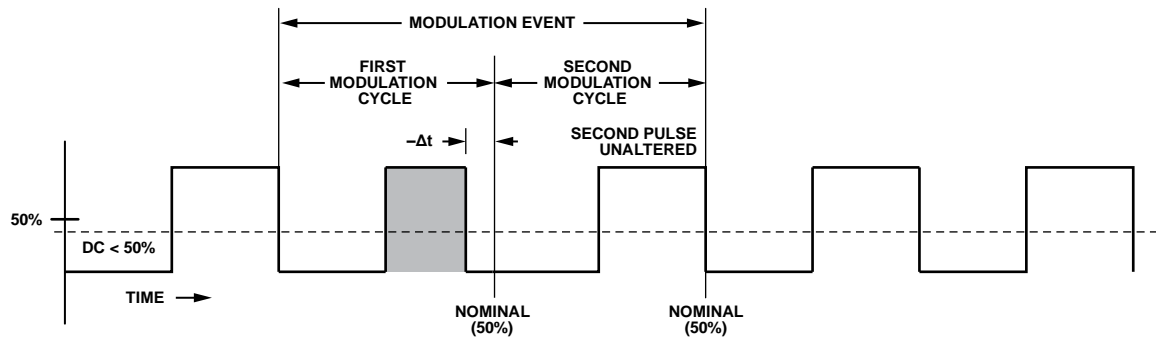 MODULATION EVENT
FIRST
MODULATION
CYCLE
SECOND
MODULATION
CYCLE
–Δt
SECOND PULSE
UNALTERED
50%
DC < 50%
TIME
NOMINAL
(50%)
NOMINAL
(50%)